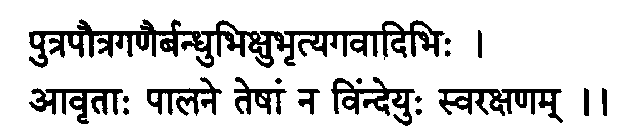 पुत्रपौत्रगणैर्बन्धुभिक्षुभृत्यगवादिभिः ।
आवृताः पालने तेषां न विंन्देयुः स्वरक्षणम् ।।